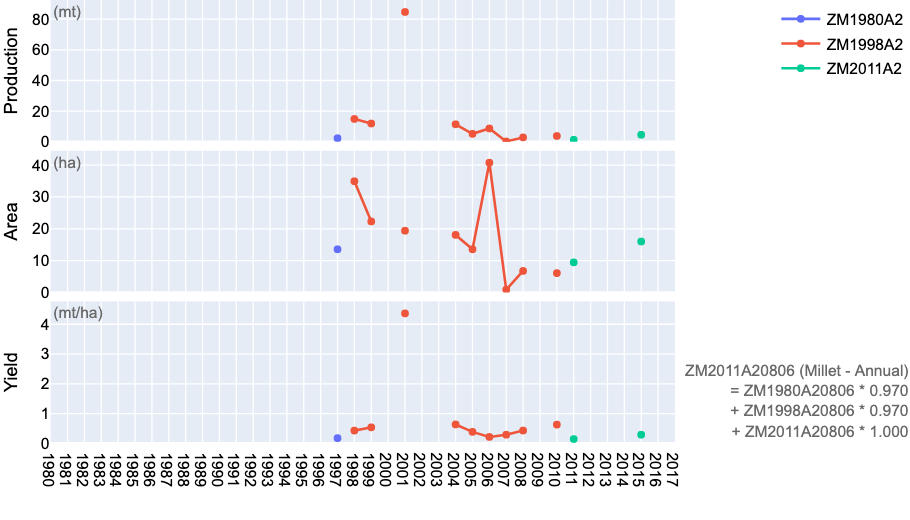 (mt)
Production
80
60
40
20
0
ZM1980A2
ZM1998A2
ZM2011A2
(ha)
Area
40
30
20
10
0
(mt/ha)
Yield
4
3
2
1
0
1980 1981 1982 1983 1984 1985 1986 1987 1988 1989 1990 1991 1992 1993 1994 1995 1996 1997 1998 1999 2000 2001 2002 2003 2004 2005 2006 2007 2008 2009 2010 2011 2012 2013 2014 2015 2016 2017
ZM2011A20806 (Millet - Annual)
= ZM1980A20806 * 0.970
+ ZM1998A20806 * 0.970
+ ZM2011A20806 * 1.000